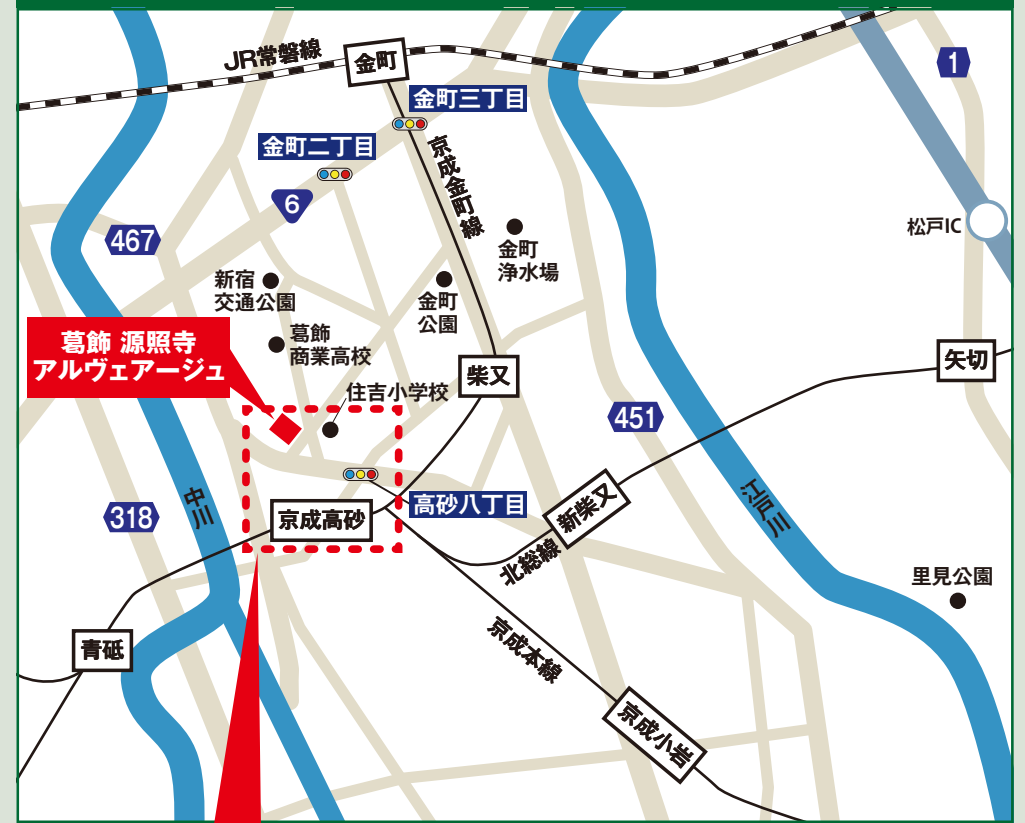 JR常磐線
金町
1
金町三丁目
金町二丁目
京成金町線
6
467
松戸IC
金町
浄水場
新宿
交通公園
金町
公園
葛飾 源照寺
アルヴェアージュ
葛飾
商業高校
柴又
矢切
住吉小学校
451
中川
318
京成高砂
高砂八丁目
新柴又
江戸川
北総線
里見公園
青砥
京成本線
京成小岩